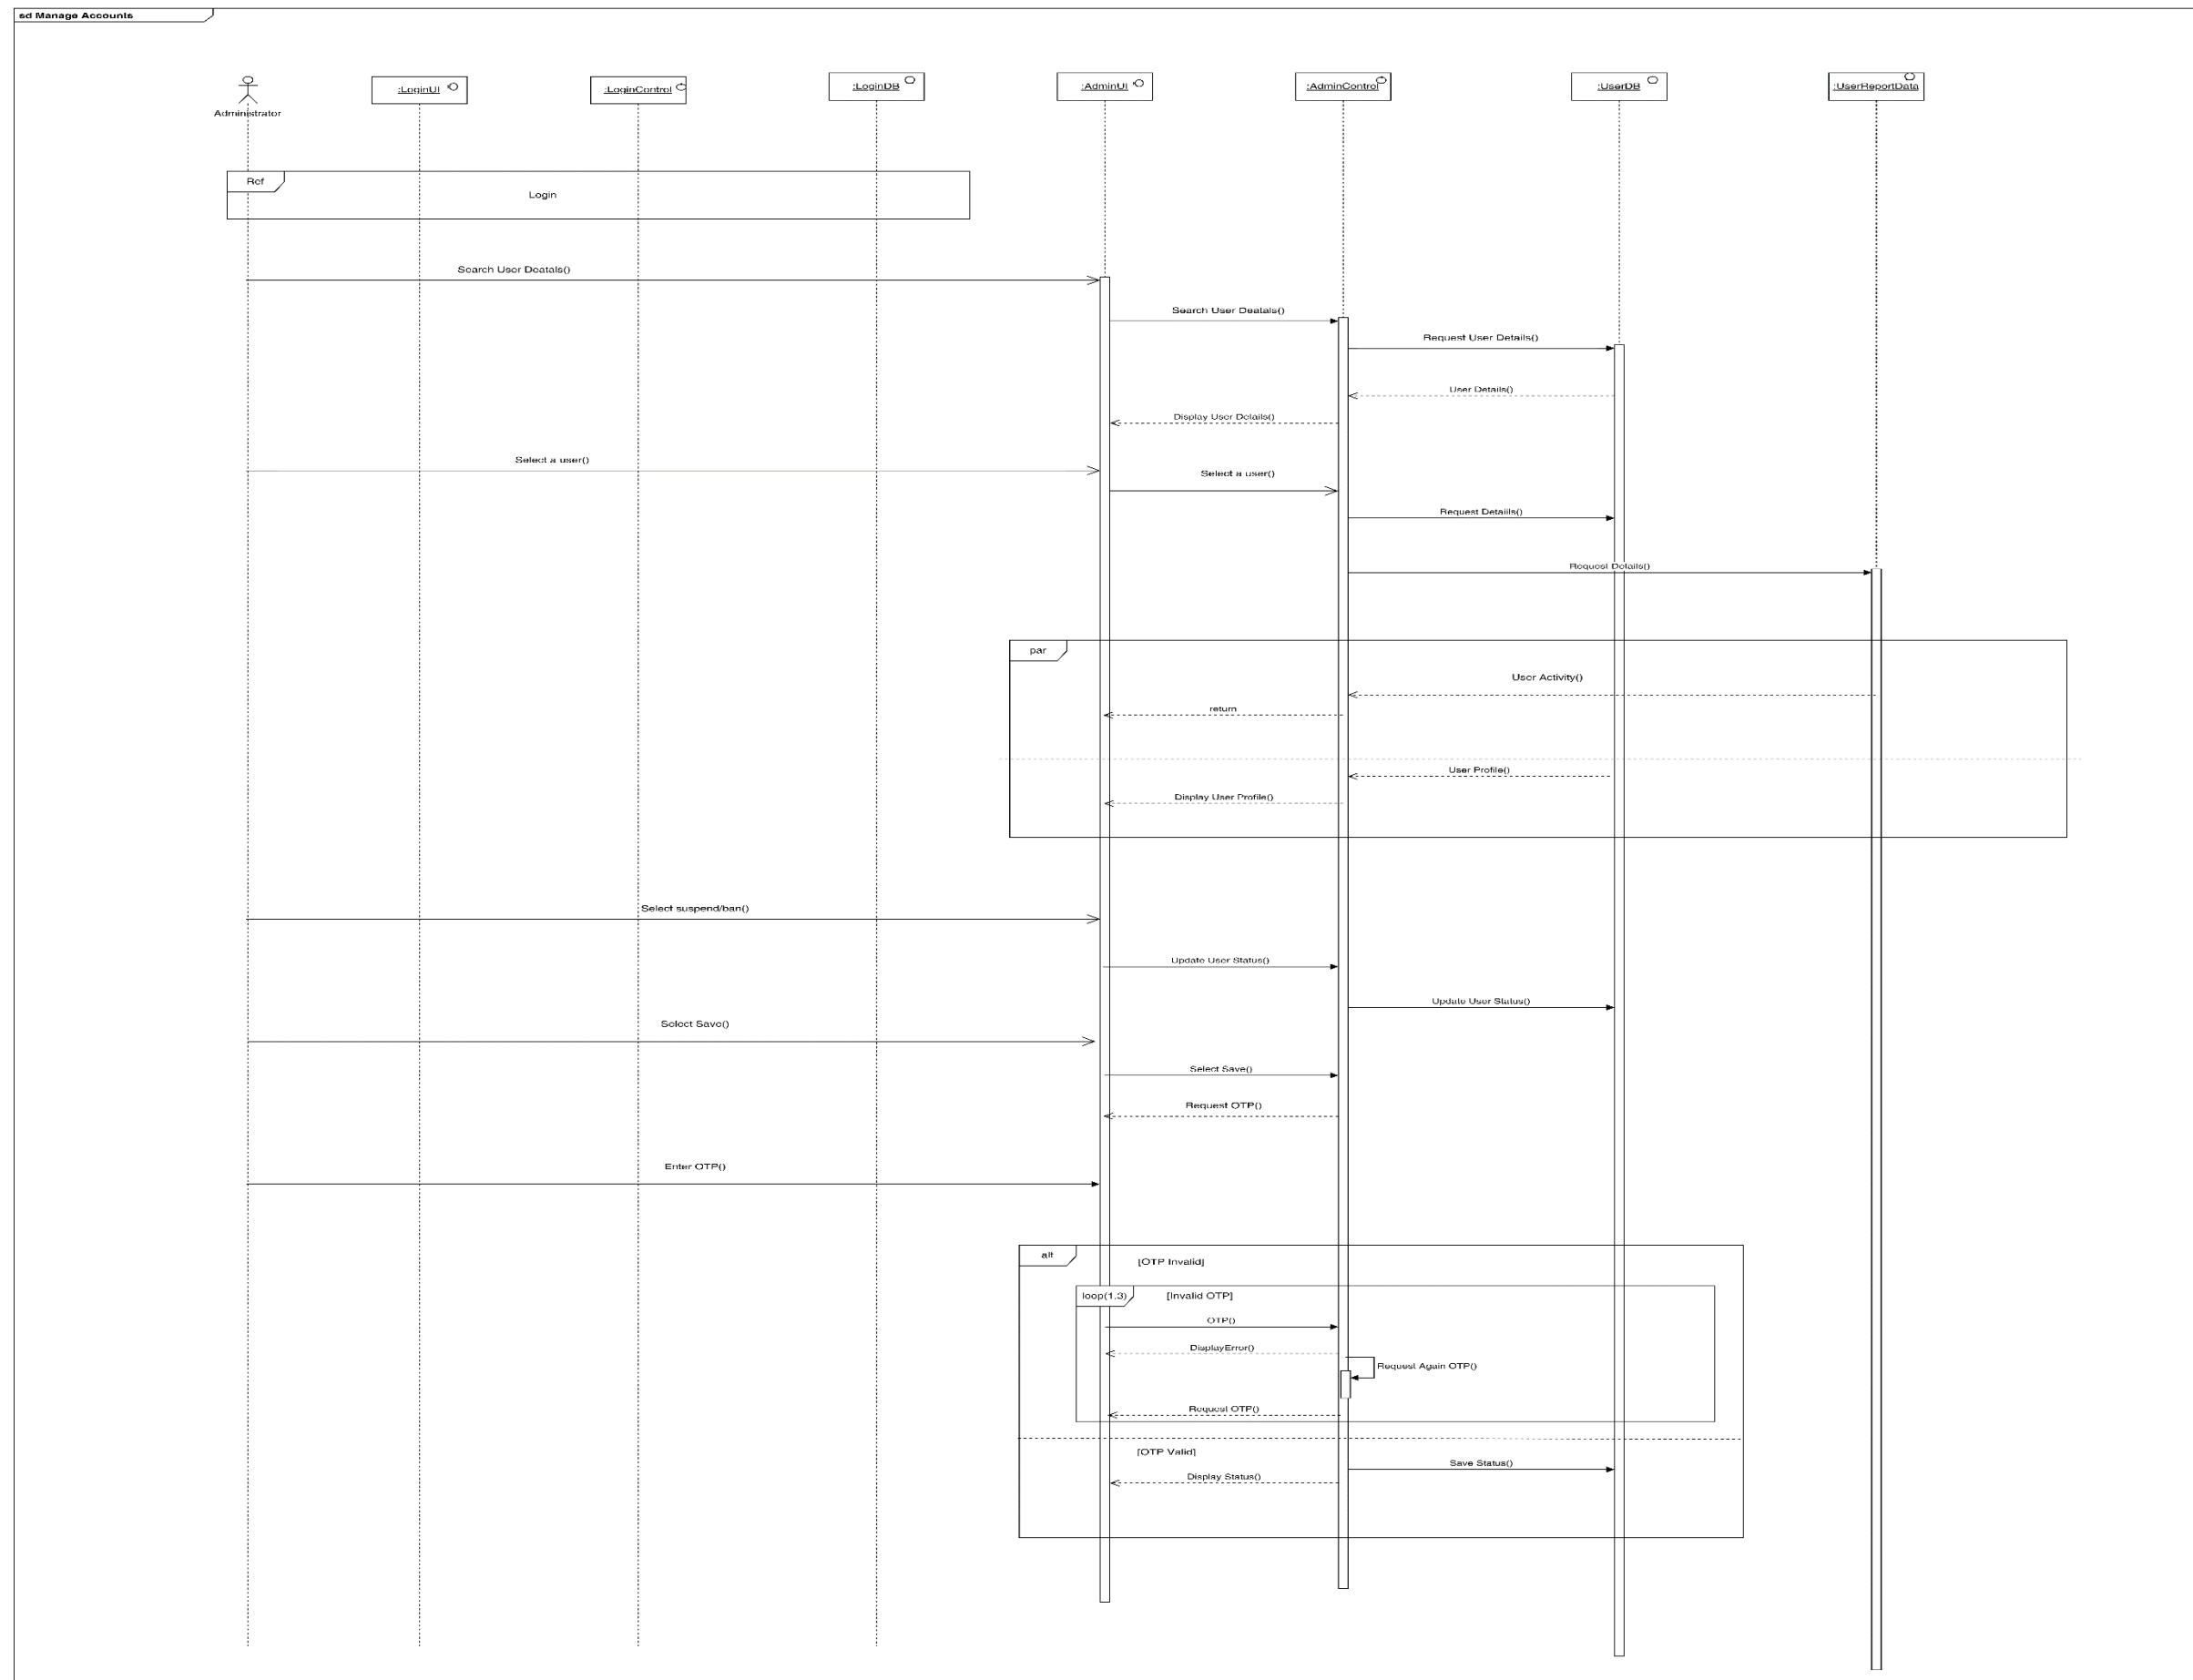 sd Manage Accounts
:LoginUI
:LoginControl
:LoginDB
:AdminUI
:AdminControl
:UserDB
:UserReportData
Administrator
Ref
Login
Search User Deatals()
Search User Deatals()
Request User Details()
User Details()
Display User Details()
Select a user()
Select a user()
Request Detaiils()
Request Details()
par
User Activity()
return
User Profile()
Display User Profile()
Select suspend/ban()
Update User Status()
Update User Status()
Select Save()
Select Save()
Request OTP()
Enter OTP()
alt
[OTP Invalid]
loop(1.3)
[Invalid OTP]
OTP()
DisplayError()
Request Again OTP()
Request OTP()
[OTP Valid]
Save Status()
Display Status()